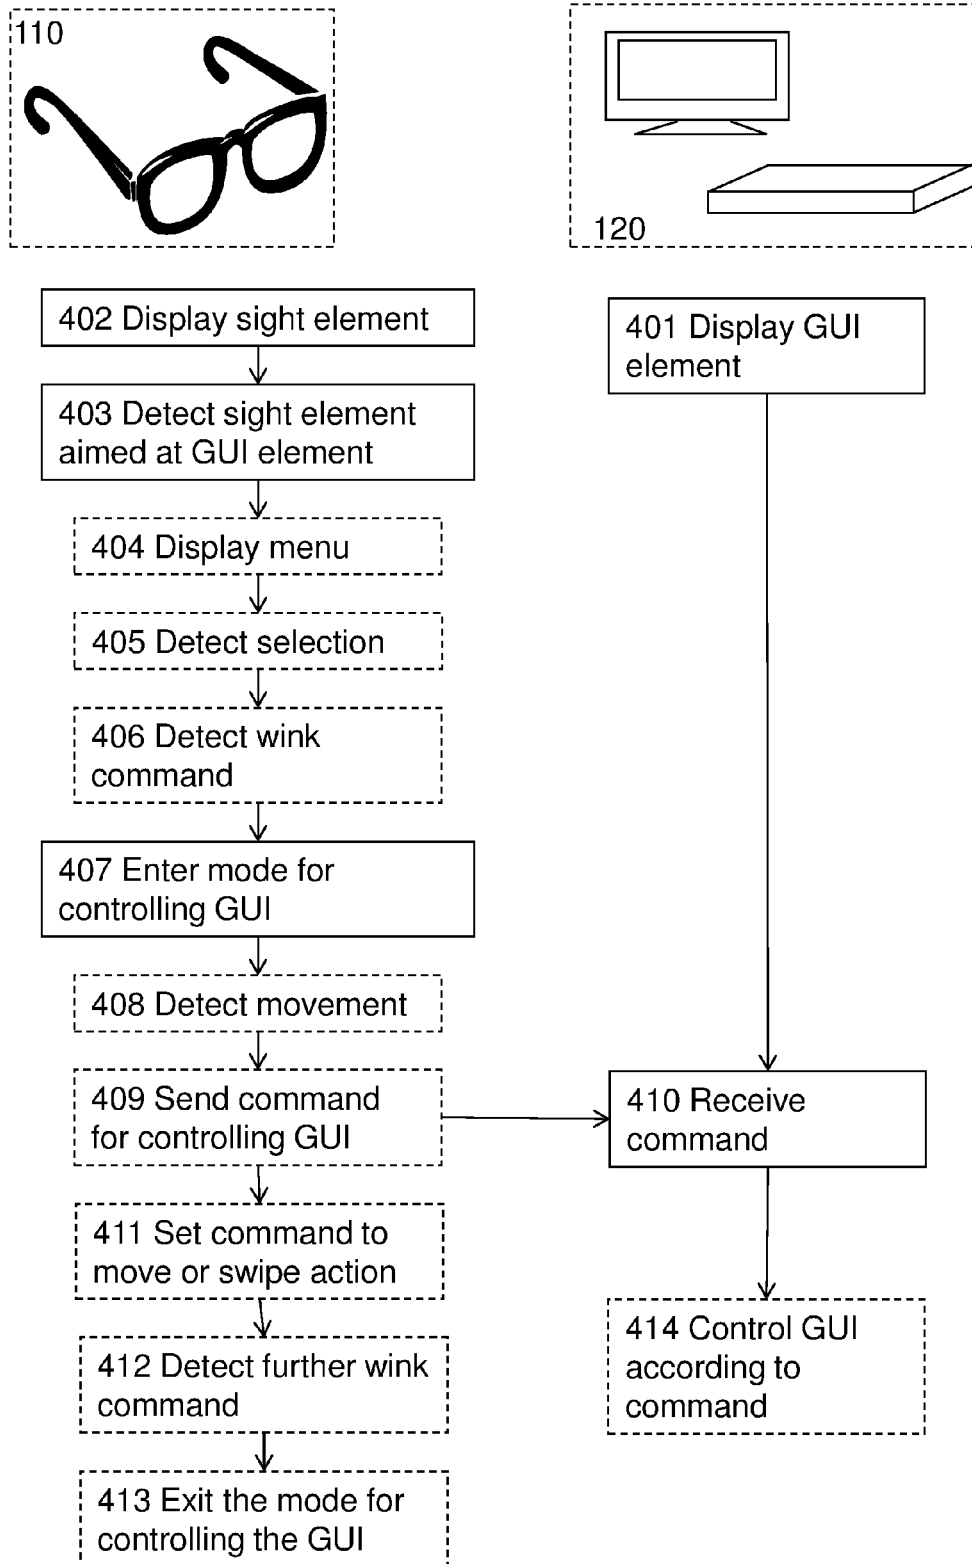 110
120
402 Display sight element
401 Display GUI
element
403 Detect sight element
aimed at GUI element
404 Display menu
405 Detect selection
406 Detect wink
command
407 Enter mode for
controlling GUI
408 Detect movement
409 Send command
for controlling GUI
410 Receive
command
411 Set command to
move or swipe action
412 Detect further wink
command
414 Control GUI
according to
command
413 Exit the mode for
controlling the GUI